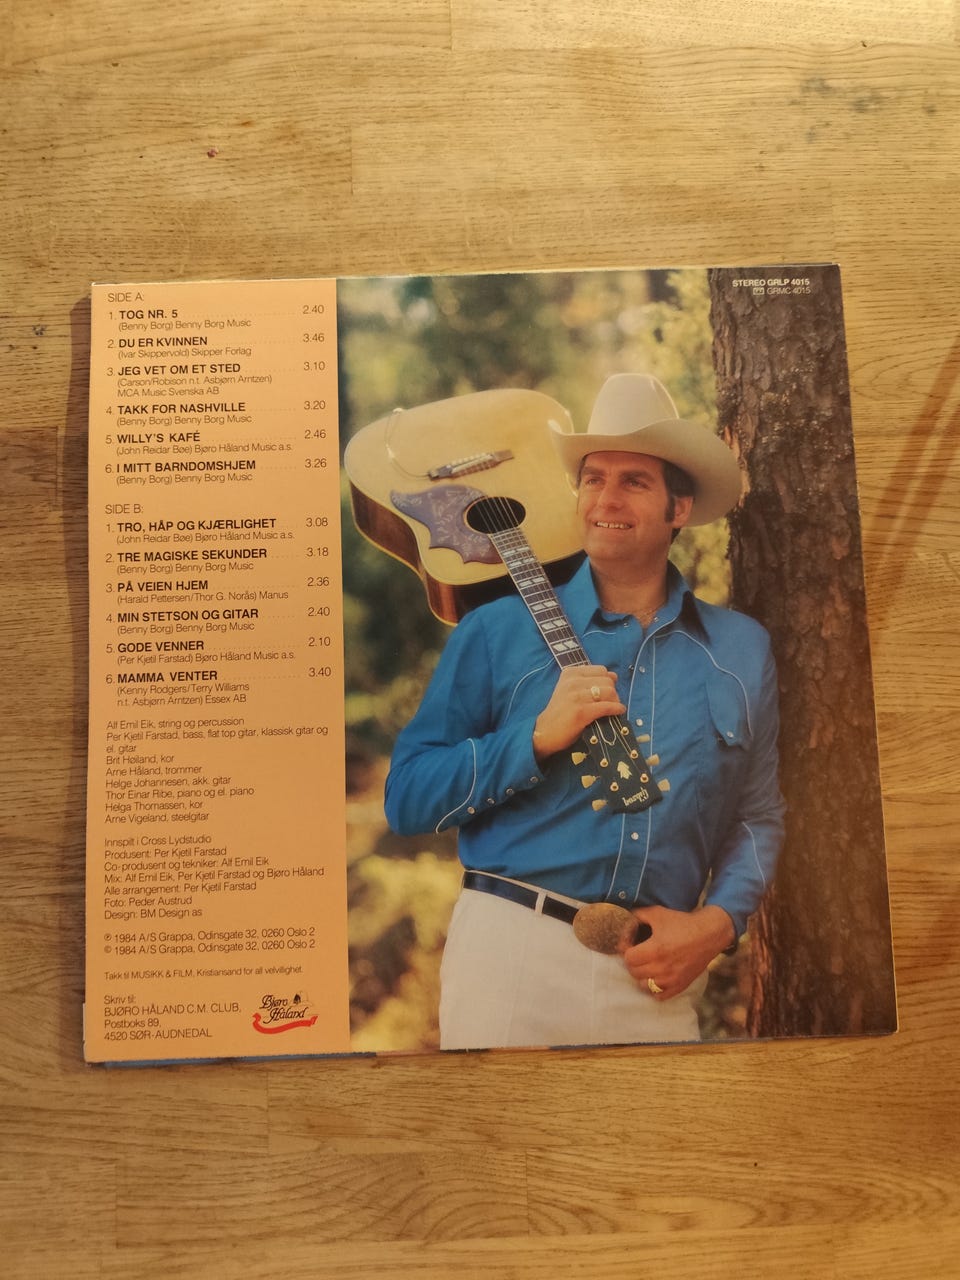 SIDE A:
1. TOG NR. 5 2.40
(Benny Borg) Benny Borg Music
2. DU ER KVINNEN 3.46
(Ivar Skippervold) Skipper Forlag
3. JEG VET OM ET STED 3.10
(Carson/Robison n.t. Asbjørn Arntzen)
MCA Music Svenska AB
4. TAKK FOR NASHVILLE 3.20
(Benny Borg) Benny Borg Music
5. WILLY'S KAFÉ 2.46
(John Reidar Bøe) Bjøro Håland Music a.s.
6. I MITT BARNDOMSHJEM 3.26
(Benny Borg) Benny Borg Music
SIDE B:
1. TRO, HÅP OG KJÆRLIGHET 3.08
(John Reidar Bøe) Bjøro Håland Music a.s.
2. TRE MAGISKE SEKUNDER 3.18
(Benny Borg) Benny Borg Music
3. PÅ VEIEN HJEM 2.36
(Harald Pettersen/Thor G. Norås) Manus
4. MIN STETSON OG GITAR 2.40
(Benny Borg) Benny Borg Music
5. GODE VENNER 2.10
(Per Kjetil Farstad) Bjøro Håland Music a.s.
6. MAMMA VENTER 3.40
(Kenny Rodgers/Terry Williams
n.t. Asbjørn Arntzen) Essex AB
Alf Emil Eik, string og percussion
Per Kjetil Farstad, bass, flat top gitar, klassisk gitar og
el. gitar
Brit Høiland, kor
Arne Håland, trommer
Helge Johannesen, akk. gitar
Thor Einar Ribe, piano og el. piano
Helga Thomassen, kor
Arne Vigeland, steelgitar
Innspilt i Cross Lydstudio
Produsent: Per Kjetil Farstad
Co-produsent og tekniker: Alf Emil Eik
Mix: Alf Emil Eik, Per Kjetil Farstad og Bjøro Håland
Alle arrangement: Per Kjetil Farstad
Foto: Peder Austrud
Design: BM Design as
℗ 1984 A/S Grappa, Odinsgate 32, 0260 Oslo 2
© 1984 A/S Grappa, Odinsgate 32, 0260 Oslo 2
Takk til MUSIKK & FILM, Kristiansand for all velvillighet.
Skriv til:
BJØRO HÅLAND C.M. CLUB,
Postboks 89,
4520 SØR-AUDNEDAL
Bjøro
Håland
STEREO GRLP 4015
GRMC 4015
Gibson